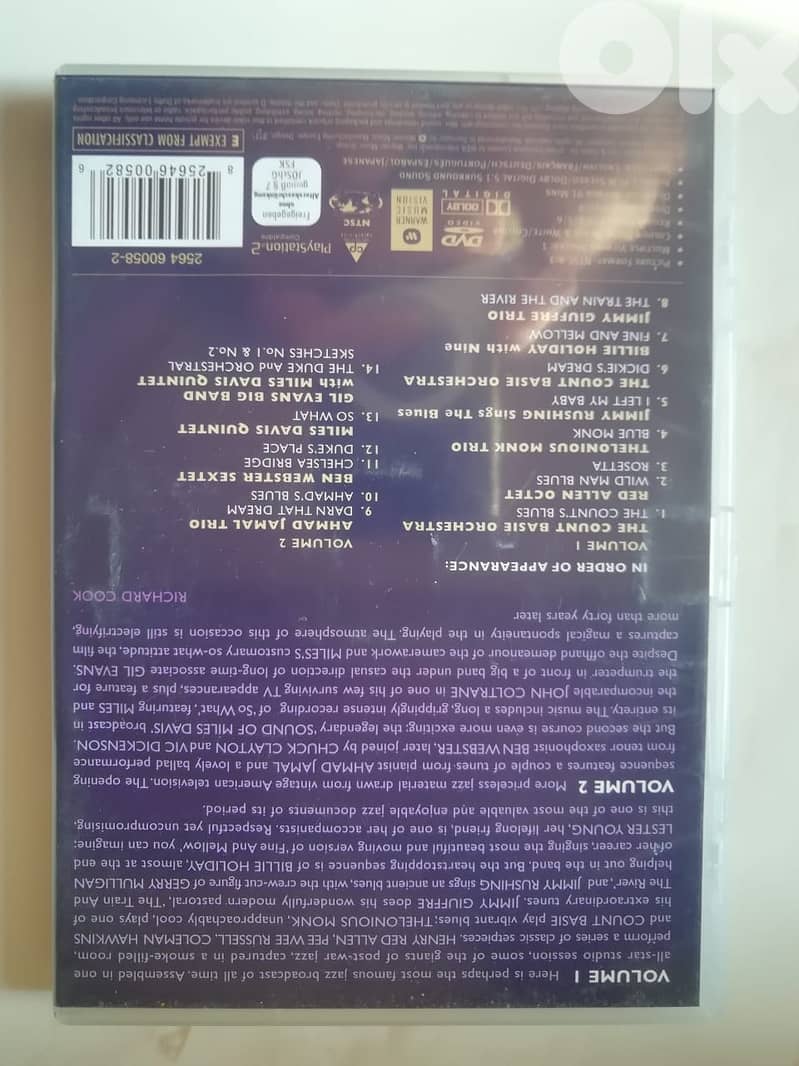 olx
VOLUME 1 Here is perhaps the most famous jazz broadcast of all time. Assembled in one
all-star studio session, some of the giants of post-war jazz, captured in a smoke-filled room,
perform a series of classic setpieces. HENRY RED ALLEN, PEE WEE RUSSELL, COLEMAN HAWKINS
and COUNT BASIE play vibrant blues; THELONIOUS MONK, unapproachably cool, plays one of
his extraordinary tunes. JIMMY GIUFFRE does his wonderfully modern pastoral, 'The Train And
The River', and JIMMY RUSHING sings an ancient blues, with the crew-cut figure of GERRY MULLIGAN
helping out in the band. But the heartstopping sequence is of BILLIE HOLIDAY, almost at the end
of her career, singing the most beautiful and moving version of 'Fine And Mellow', you can imagine;
LESTER YOUNG, her lifelong friend, is one of her accompanists. Respectful yet uncompromising,
this is one of the most valuable and enjoyable jazz documents of its period.
VOLUME 2 More priceless jazz material drawn from vintage American television. The opening
sequence features a couple of tunes from pianist AHMAD JAMAL and a lovely ballad performance
from tenor saxophonist BEN WEBSTER, later joined by CHUCK CLAYTON and VIC DICKENSON.
But the second course is even more exciting: the legendary 'SOUND OF MILES DAVIS' broadcast in
its entirety. The music includes a long, grippingly intense recording of 'So What', featuring MILES and
the incomparable JOHN COLTRANE in one of his few surviving TV appearances, plus a feature for
the trumpeter in front of a big band under the casual direction of long-time associate GIL EVANS.
Despite the offhand demeanour of the camerawork and MILES'S customary so-what attitude, the film
captures a magical spontaneity in the playing. The atmosphere of this occasion is still electrifying,
more than forty years later
RICHARD COOK
IN ORDER OF APPEARANCE:
VOLUME 1
THE COUNT BASIE ORCHESTRA
1. THE COUNT'S BLUES
RED ALLEN OCTET
2. WILD MAN BLUES
3. ROSETTA
THELONIOUS MONK TRIO
4. BLUE MONK
JIMMY RUSHING Sings The Blues
5. I LEFT MY BABY
THE COUNT BASIE ORCHESTRA
6. DICKIE'S DREAM
BILLIE HOLIDAY with Nine
7. FINE AND MELLOW
JIMMY GIUFFRE TRIO
8. THE TRAIN AND THE RIVER
VOLUME 2
AHMAD JAMAL TRIO
9. DARN THAT DREAM
10. AHMAD'S BLUES
BEN WEBSTER SEXTET
11. CHELSEA BRIDGE
12. DUKE'S PLACE
MILES DAVIS QUINTET
13. SO WHAT
GIL EVANS BIG BAND
with MILES DAVIS QUINTET
14. THE DUKE And ORCHESTRAL
SKETCHES No.1 & No.2
DVD
VIDEO
DOLBY
DIGITAL
WARNER
MUSIC
VISION
NTSC
PlayStation 2
Compatible
Freigegeben
ohne
Altersbeschränkung
gemäß § 7
JÖSchG
FSK
2564 60058-2
8 25646 00582 6
E EXEMPT FROM CLASSIFICATION